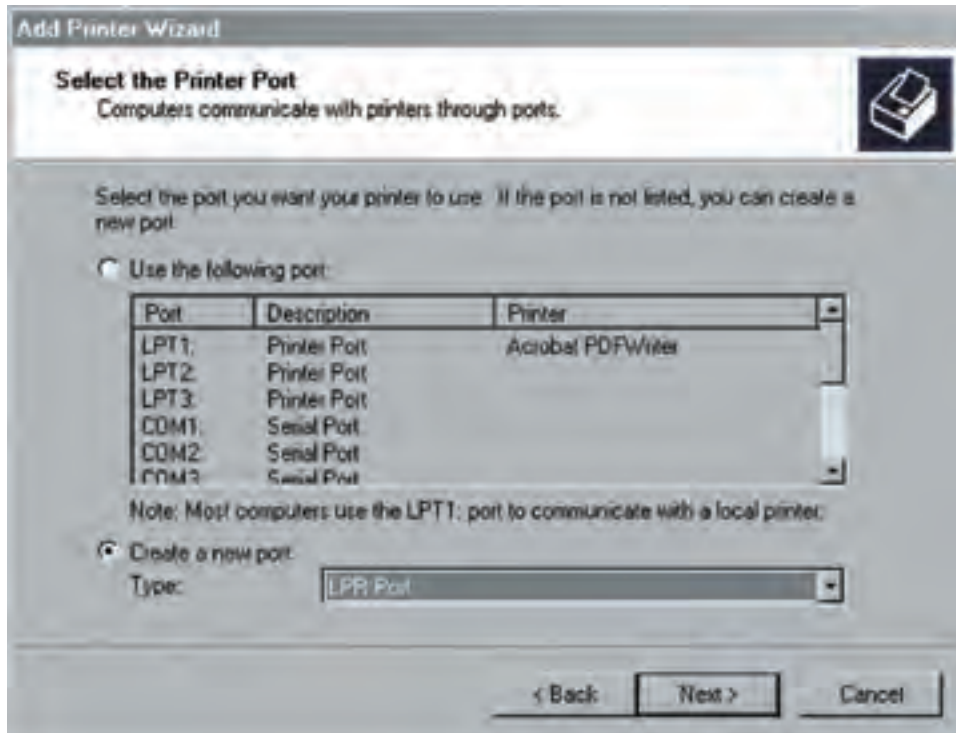 Add Printer Wizard
Select the Printer Port
Computers communicate with printers through ports.
Select the port you want your printer to use. If the port is not listed, you can create a
new port.
Use the following port:
Port Description Printer
LPT1: Printer Port Acrobat PDFWriter
LPT2: Printer Port
LPT3: Printer Port
COM1: Serial Port
COM2: Serial Port
COM3: Serial Port
Note: Most computers use the LPT1: port to communicate with a local printer.
Create a new port:
Type: LPR Port
< Back Next > Cancel